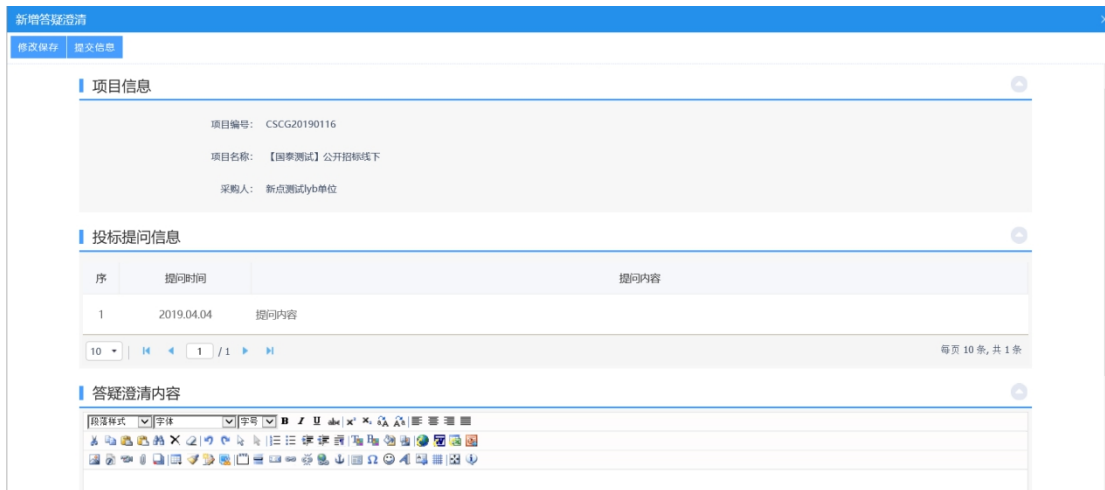 新增答疑澄清
修改保存 提交信息
项目信息
项目编号： CSCG20190116
项目名称： 【国泰测试】公开招标线下
采购人： 新点测试lyb单位
投标提问信息
序 提问时间 提问内容
1 2019.04.04 提问内容
10 1 / 1 每页 10 条, 共 1 条
答疑澄清内容
段落样式 字体 字号 B I U abc x² x₂